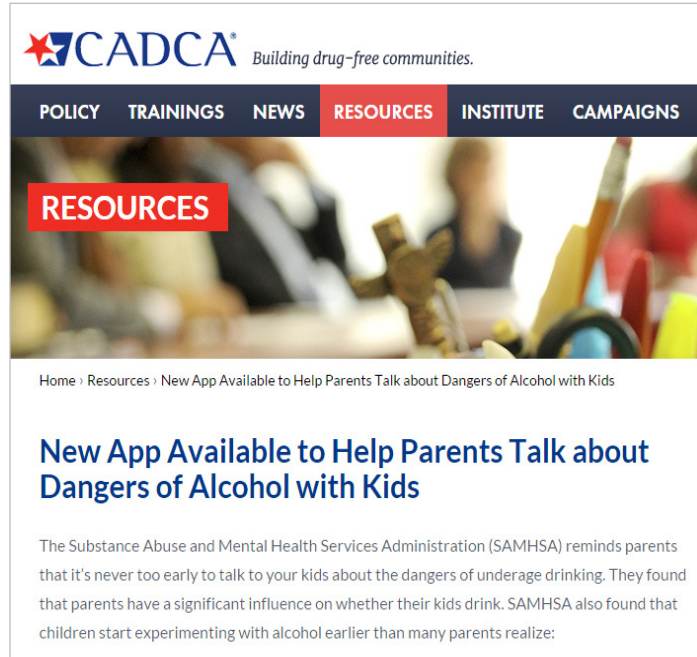 CADCA® Building drug-free communities.
POLICY TRAININGS NEWS RESOURCES INSTITUTE CAMPAIGNS
RESOURCES
Home › Resources › New App Available to Help Parents Talk about Dangers of Alcohol with Kids
New App Available to Help Parents Talk about
Dangers of Alcohol with Kids
The Substance Abuse and Mental Health Services Administration (SAMHSA) reminds parents
that it’s never too early to talk to your kids about the dangers of underage drinking. They found
that parents have a significant influence on whether their kids drink. SAMHSA also found that
children start experimenting with alcohol earlier than many parents realize: